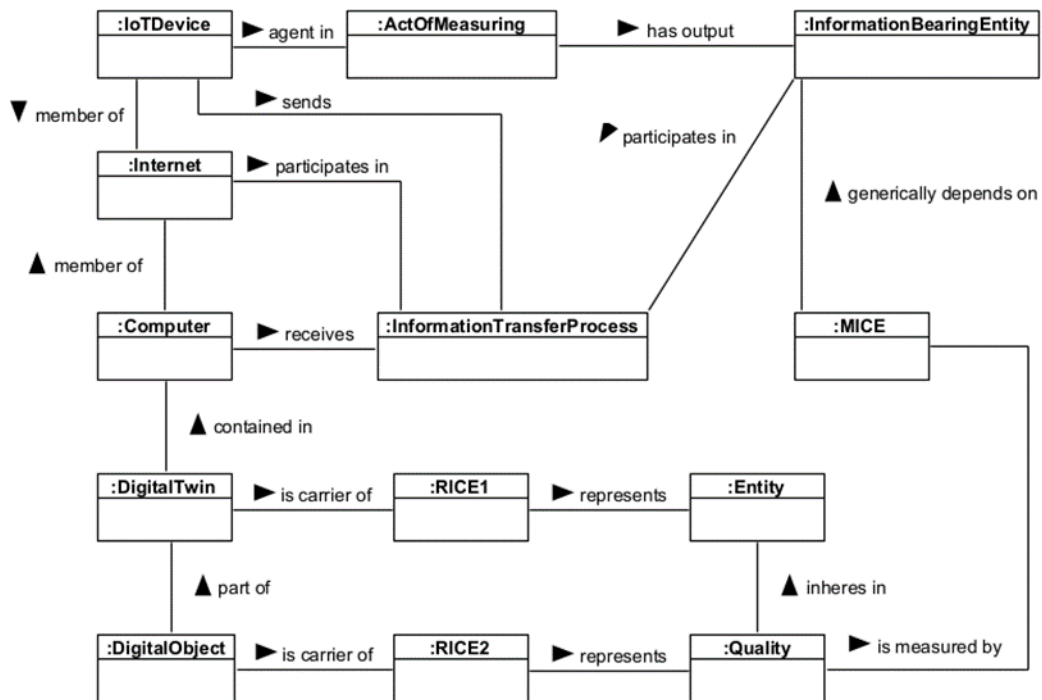 :IoTDevice
agent in
:ActOfMeasuring
has output
:InformationBearingEntity
sends
member of
participates in
:Internet
participates in
generically depends on
member of
:Computer
receives
:InformationTransferProcess
:MICE
contained in
:DigitalTwin
is carrier of
:RICE1
represents
:Entity
part of
inheres in
:DigitalObject
is carrier of
:RICE2
represents
:Quality
is measured by